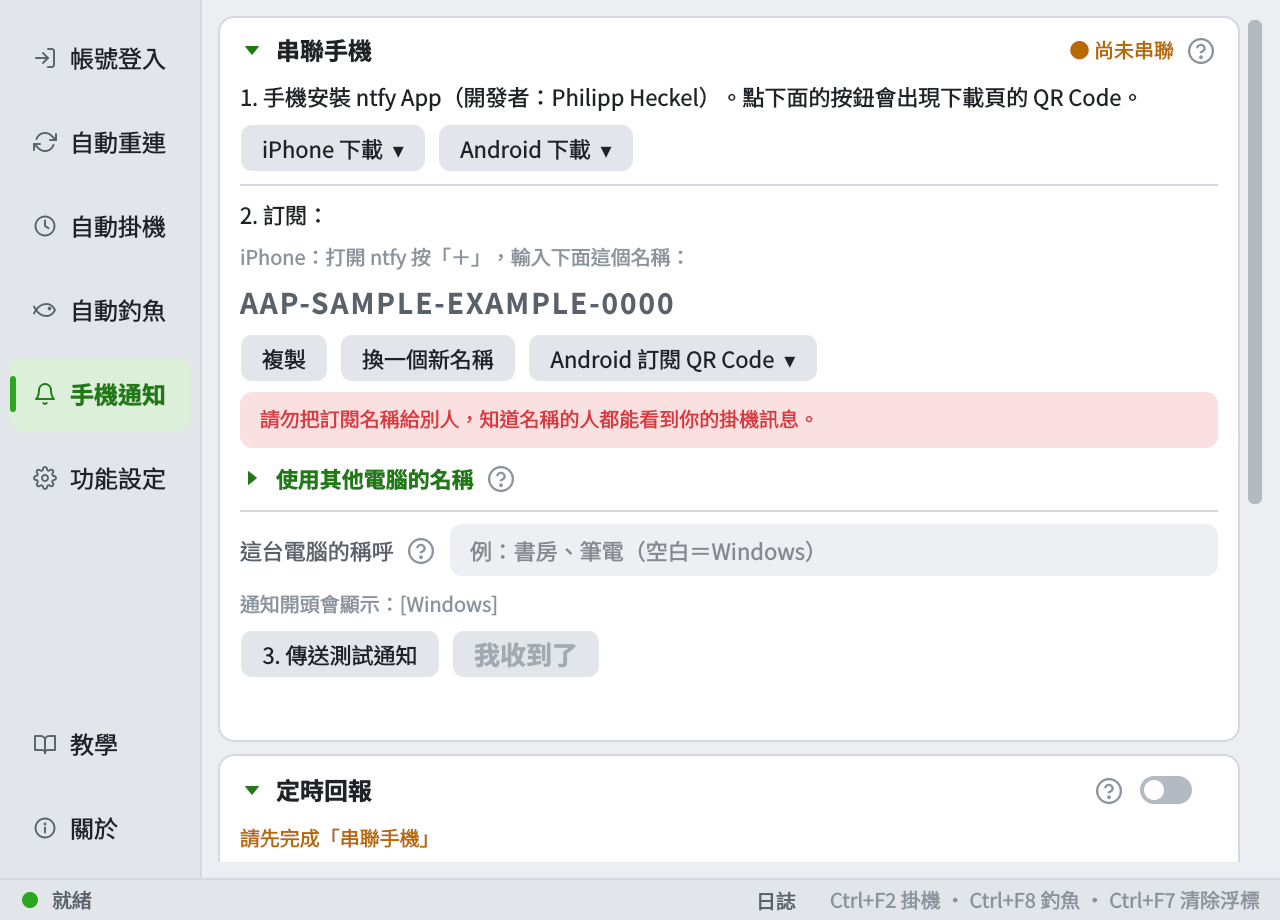 帳號登入
自動重連
自動掛機
自動釣魚
手機通知
功能設定
教學
關於
串聯手機
尚未串聯 ?
1. 手機安裝 ntfy App（開發者：Philipp Heckel）。點下面的按鈕會出現下載頁的 QR Code。
iPhone 下載 ▾ Android 下載 ▾
2. 訂閱：
iPhone：打開 ntfy 按「＋」，輸入下面這個名稱：
AAP-SAMPLE-EXAMPLE-0000
複製 換一個新名稱 Android 訂閱 QR Code ▾
請勿把訂閱名稱給別人，知道名稱的人都能看到你的掛機訊息。
使用其他電腦的名稱 ?
這台電腦的稱呼 ? 例：書房、筆電（空白＝Windows）
通知開頭會顯示：[Windows]
3. 傳送測試通知 我收到了
定時回報 ?
請先完成「串聯手機」
就緒 日誌 Ctrl+F2 掛機 · Ctrl+F8 釣魚 · Ctrl+F7 清除浮標